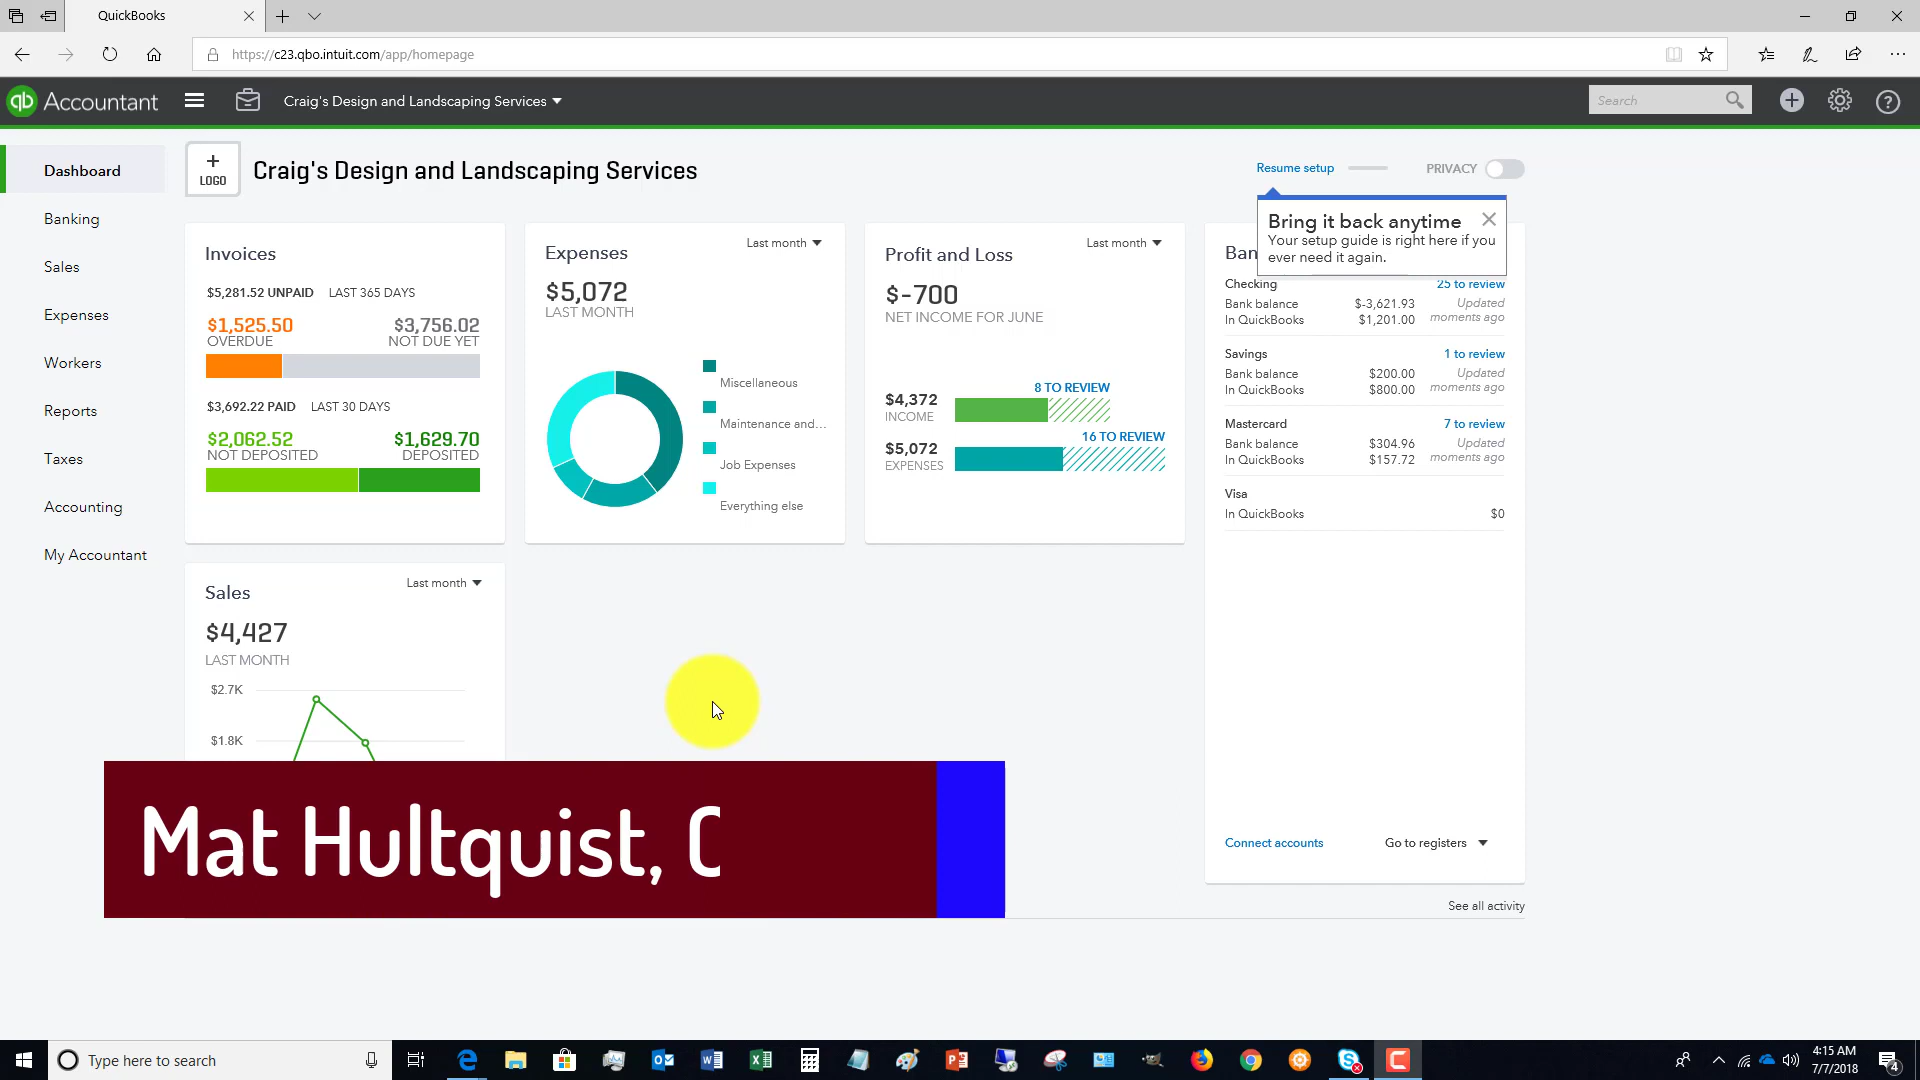 QuickBooks
https://c23.qbo.intuit.com/app/homepage
qb Accountant
Craig's Design and Landscaping Services
Search
Dashboard
Banking
Sales
Expenses
Workers
Reports
Taxes
Accounting
My Accountant
+
LOGO
Craig's Design and Landscaping Services
Resume setup
PRIVACY
Bring it back anytime
Your setup guide is right here if you
ever need it again.
Invoices
$5,281.52 UNPAID LAST 365 DAYS
$1,525.50 $3,756.02
OVERDUE NOT DUE YET
$3,692.22 PAID LAST 30 DAYS
$2,062.52 $1,629.70
NOT DEPOSITED DEPOSITED
Expenses
Last month
$5,072
LAST MONTH
Miscellaneous
Maintenance and...
Job Expenses
Everything else
Profit and Loss
Last month
$-700
NET INCOME FOR JUNE
8 TO REVIEW
$4,372
INCOME
16 TO REVIEW
$5,072
EXPENSES
Ban
Checking 25 to review
Bank balance $-3,621.93 Updated
In QuickBooks $1,201.00 moments ago
Savings 1 to review
Bank balance $200.00 Updated
In QuickBooks $800.00 moments ago
Mastercard 7 to review
Bank balance $304.96 Updated
In QuickBooks $157.72 moments ago
Visa
In QuickBooks $0
Connect accounts Go to registers
See all activity
Sales
Last month
$4,427
LAST MONTH
$2.7K
$1.8K
Mat Hultquist, C
Type here to search
4:15 AM
7/7/2018
4